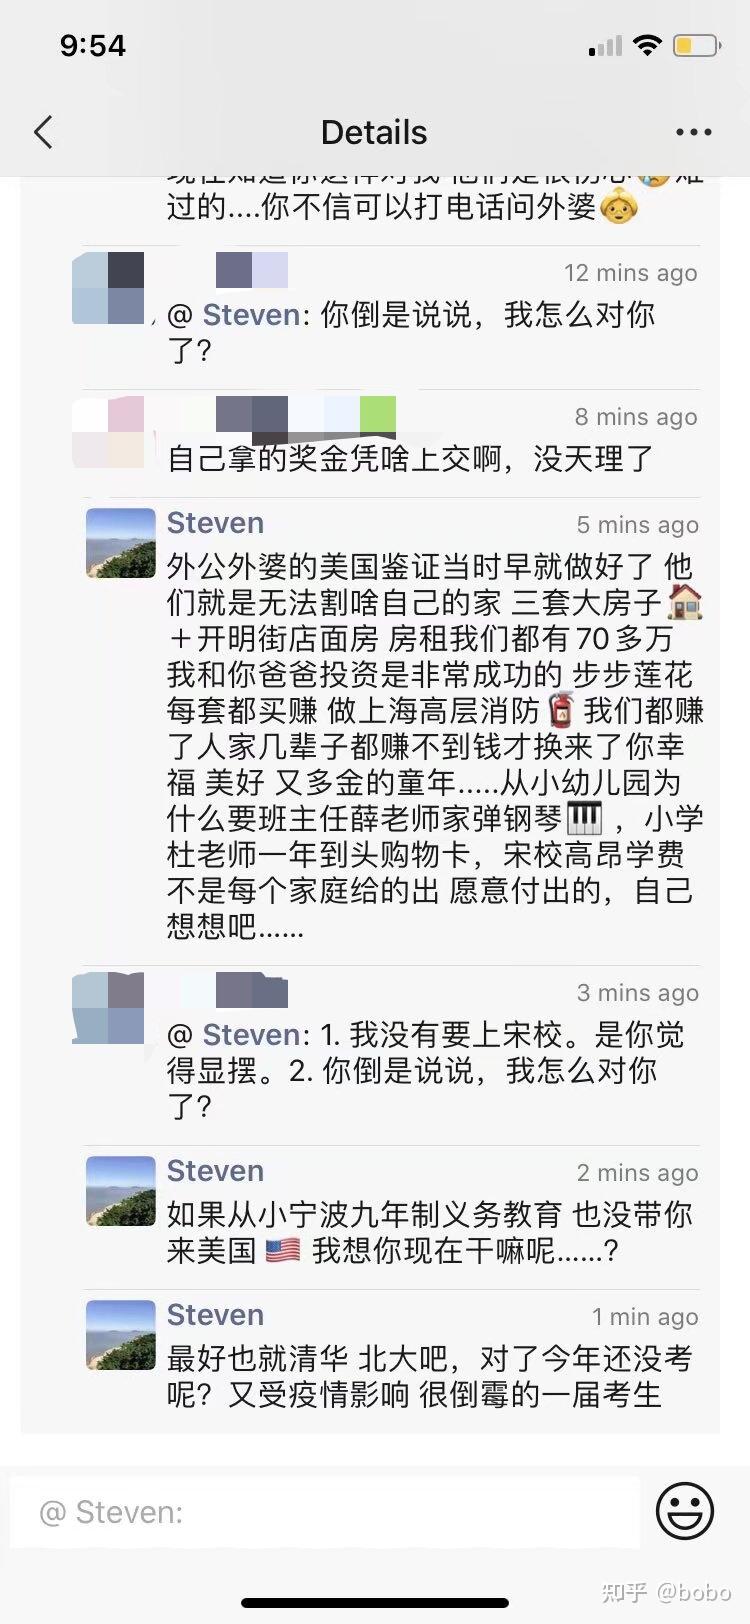 9:54
Details
过的....你不信可以打电话问外婆👵
12 mins ago
@ Steven: 你倒是说说，我怎么对你
了？
8 mins ago
自己拿的奖金凭啥上交啊，没天理了
Steven
5 mins ago
外公外婆的美国鉴证当时早就做好了 他
们就是无法割啥自己的家 三套大房子🏠
＋开明街店面房 房租我们都有70多万
我和你爸爸投资是非常成功的 步步莲花
每套都买赚 做上海高层消防🧯我们都赚
了人家几辈子都赚不到钱才换来了你幸
福 美好 又多金的童年.....从小幼儿园为
什么要班主任薛老师家弹钢琴🎹，小学
杜老师一年到头购物卡，宋校高昂学费
不是每个家庭给的出 愿意付出的，自己
想想吧……
3 mins ago
@ Steven: 1. 我没有要上宋校。是你觉
得显摆。2. 你倒是说说，我怎么对你
了？
Steven
2 mins ago
如果从小宁波九年制义务教育 也没带你
来美国 🇺🇸 我想你现在干嘛呢……?
Steven
1 min ago
最好也就清华 北大吧，对了今年还没考
呢？又受疫情影响 很倒霉的一届考生
@ Steven:
知乎 @bobo